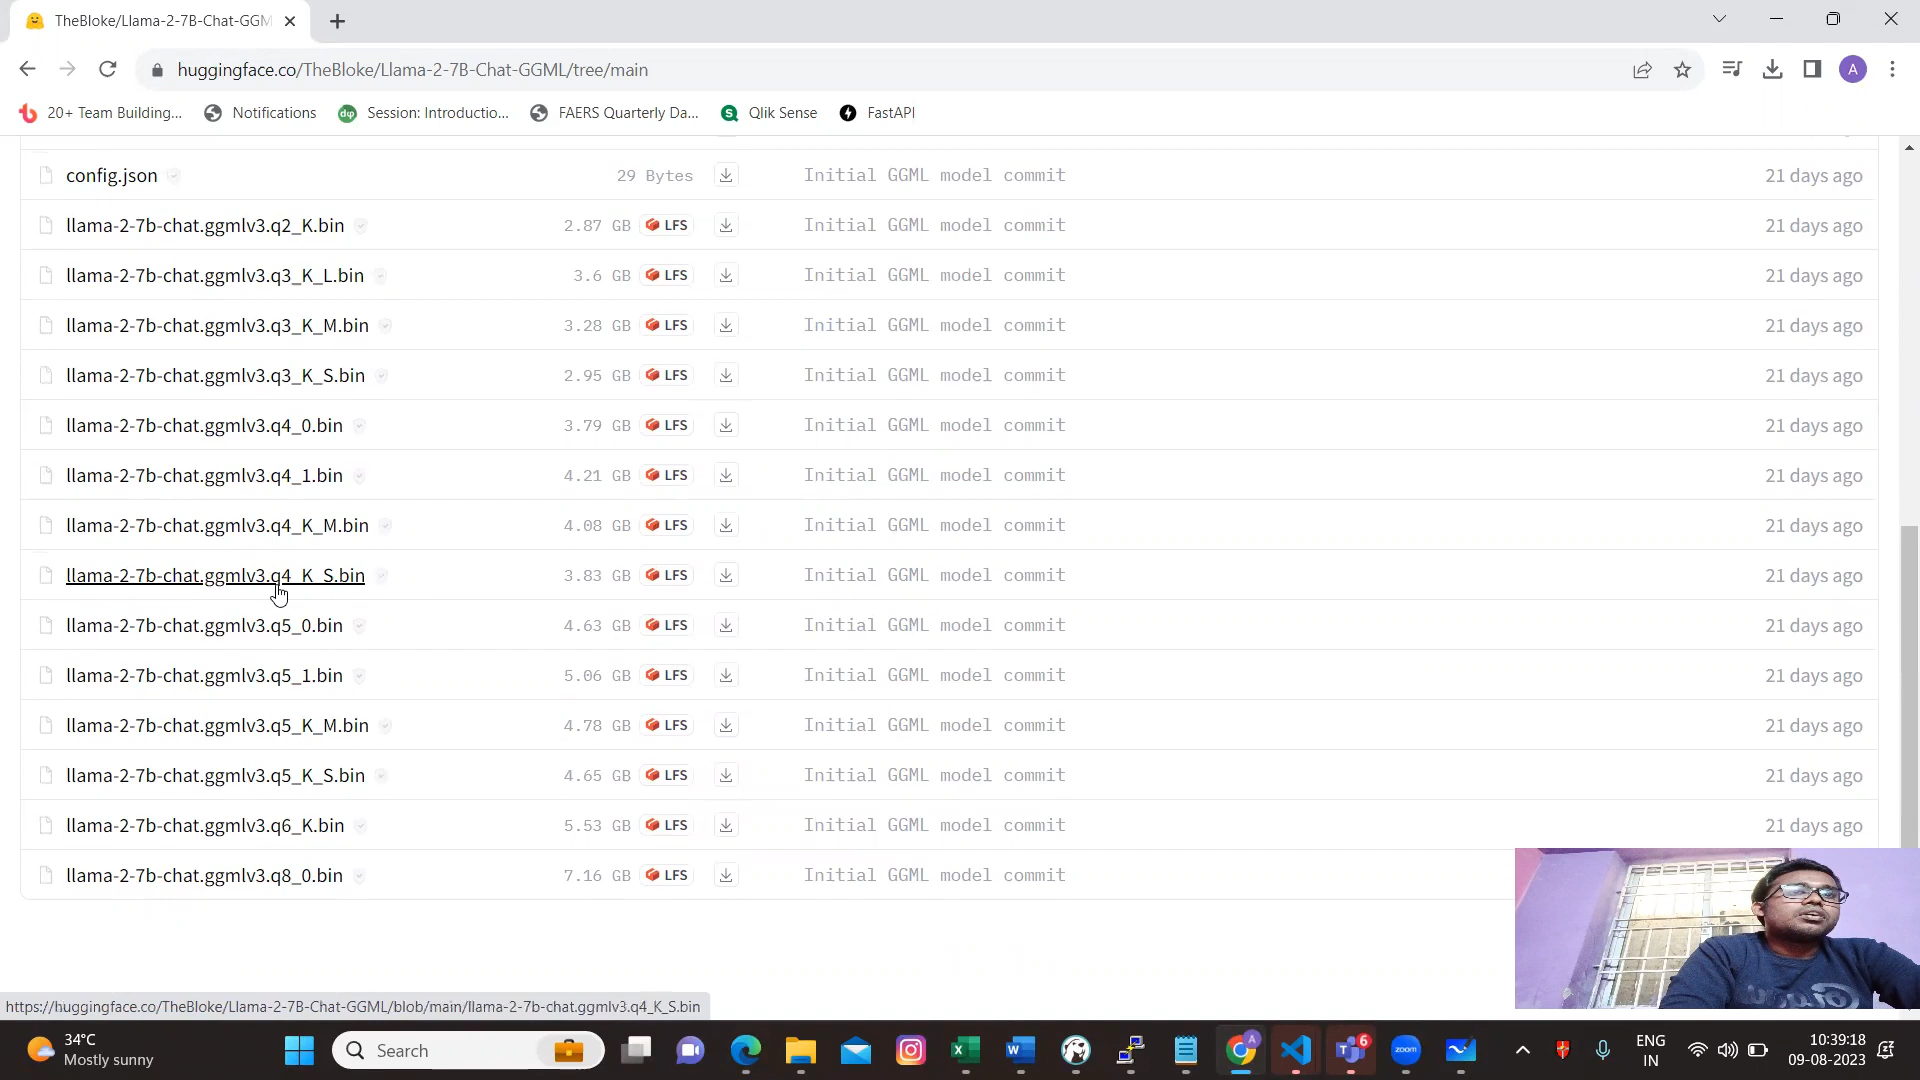 TheBloke/Llama-2-7B-Chat-GGM
huggingface.co/TheBloke/Llama-2-7B-Chat-GGML/tree/main
A
20+ Team Building...
Notifications
dup
Session: Introductio...
FAERS Quarterly Da...
S
Qlik Sense
FastAPI
config.json 29 Bytes Initial GGML model commit 21 days ago
llama-2-7b-chat.ggmlv3.q2_K.bin 2.87 GB LFS Initial GGML model commit 21 days ago
llama-2-7b-chat.ggmlv3.q3_K_L.bin 3.6 GB LFS Initial GGML model commit 21 days ago
llama-2-7b-chat.ggmlv3.q3_K_M.bin 3.28 GB LFS Initial GGML model commit 21 days ago
llama-2-7b-chat.ggmlv3.q3_K_S.bin 2.95 GB LFS Initial GGML model commit 21 days ago
llama-2-7b-chat.ggmlv3.q4_0.bin 3.79 GB LFS Initial GGML model commit 21 days ago
llama-2-7b-chat.ggmlv3.q4_1.bin 4.21 GB LFS Initial GGML model commit 21 days ago
llama-2-7b-chat.ggmlv3.q4_K_M.bin 4.08 GB LFS Initial GGML model commit 21 days ago
llama-2-7b-chat.ggmlv3.q4_K_S.bin 3.83 GB LFS Initial GGML model commit 21 days ago
llama-2-7b-chat.ggmlv3.q5_0.bin 4.63 GB LFS Initial GGML model commit 21 days ago
llama-2-7b-chat.ggmlv3.q5_1.bin 5.06 GB LFS Initial GGML model commit 21 days ago
llama-2-7b-chat.ggmlv3.q5_K_M.bin 4.78 GB LFS Initial GGML model commit 21 days ago
llama-2-7b-chat.ggmlv3.q5_K_S.bin 4.65 GB LFS Initial GGML model commit 21 days ago
llama-2-7b-chat.ggmlv3.q6_K.bin 5.53 GB LFS Initial GGML model commit 21 days ago
llama-2-7b-chat.ggmlv3.q8_0.bin 7.16 GB LFS Initial GGML model commit
https://huggingface.co/TheBloke/Llama-2-7B-Chat-GGML/blob/main/llama-2-7b-chat.ggmlv3.q4_K_S.bin
34°C
Mostly sunny
Search
A
6
zoom
ENG
IN
10:39:18
09-08-2023